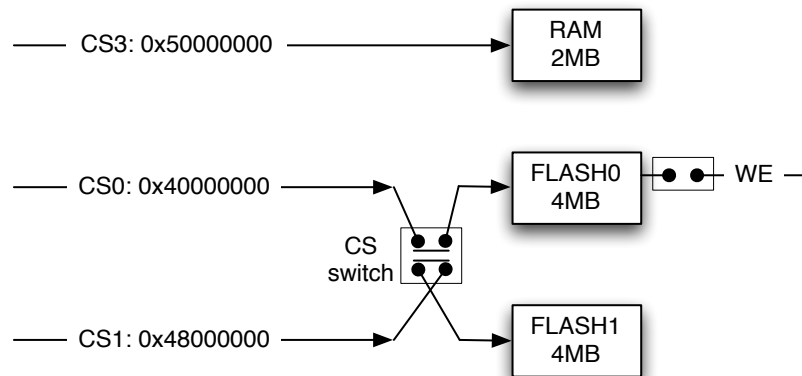 CS3: 0x50000000
RAM
2MB
CS0: 0x40000000
FLASH0
4MB
WE
CS
switch
CS1: 0x48000000
FLASH1
4MB